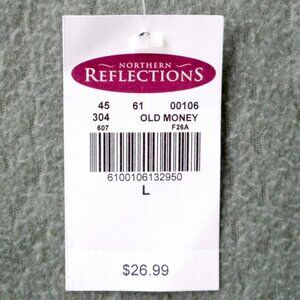 NORTHERN
REFLECTIONS
45 61 00106
304 OLD MONEY
607 F26A
6100106132950
L
$26.99